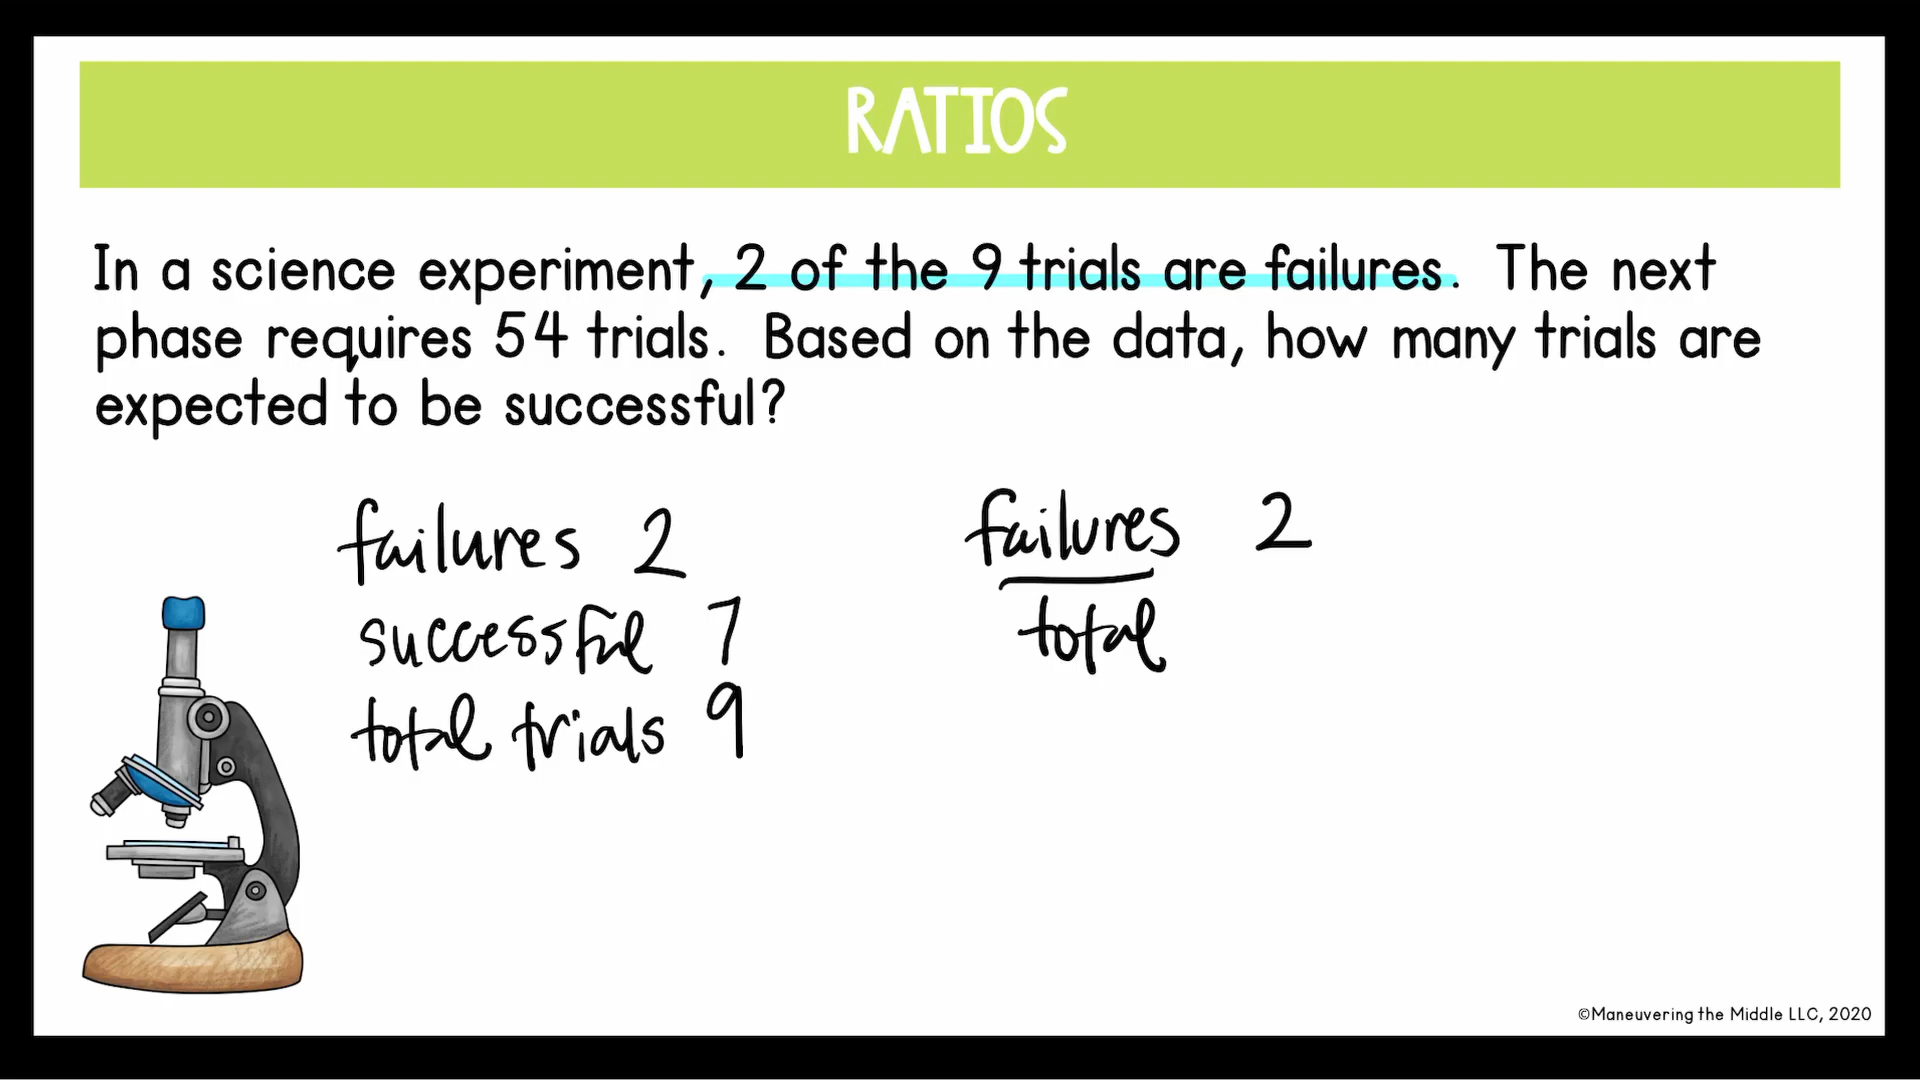 RATIOS
In a science experiment, 2 of the 9 trials are failures. The next
phase requires 54 trials. Based on the data, how many trials are
expected to be successful?
failures 2
successful 7
total trials 9
failures 2
total
©Maneuvering the Middle LLC, 2020